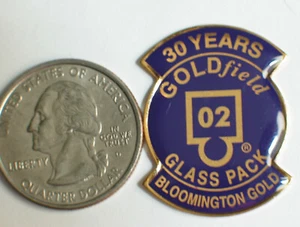 UNITED STATES OF AMERICA
LIBERTY
IN GOD WE TRUST
QUARTER DOLLAR
30 YEARS
GOLDfield
02
®
GLASS PACK
BLOOMINGTON GOLD